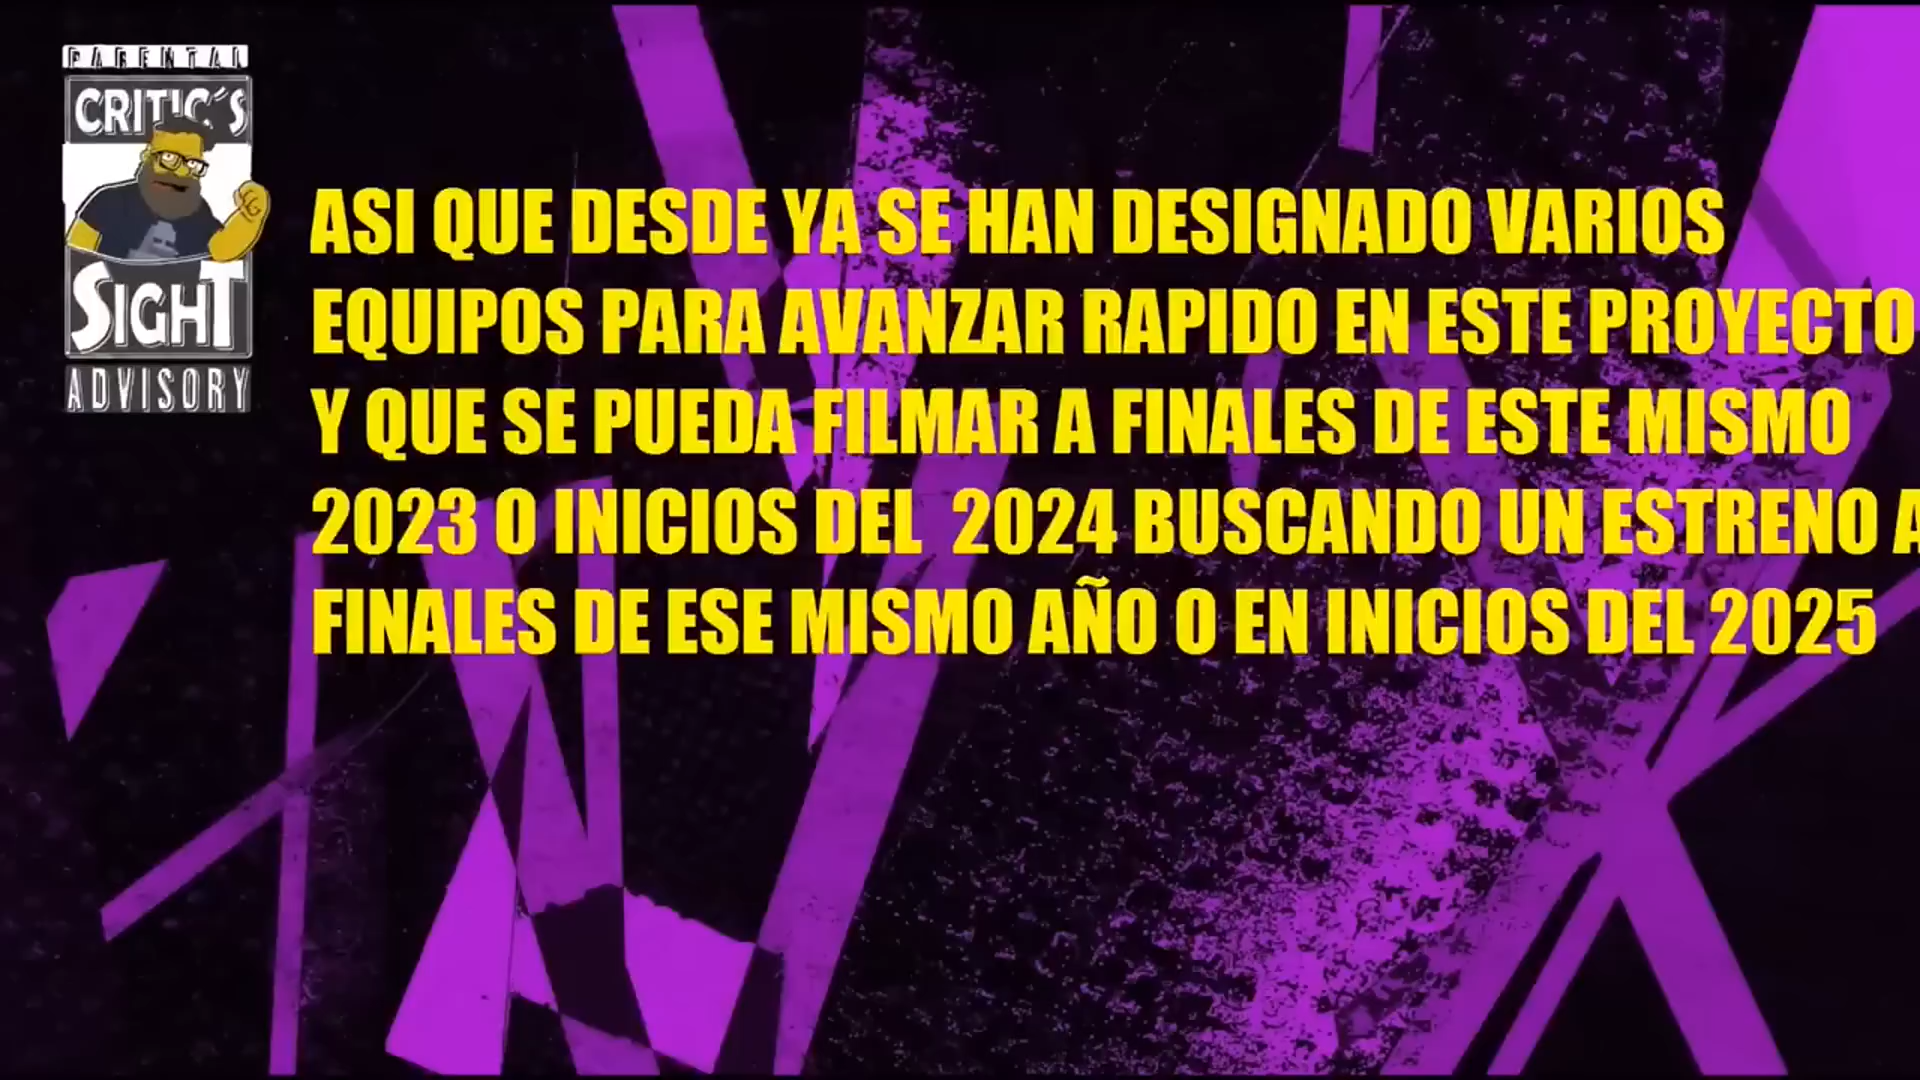 PARENTAL
CRITIC´S
SIGHT
ADVISORY
ASI QUE DESDE YA SE HAN DESIGNADO VARIOS
EQUIPOS PARA AVANZAR RAPIDO EN ESTE PROYECTO
Y QUE SE PUEDA FILMAR A FINALES DE ESTE MISMO
2023 O INICIOS DEL  2024 BUSCANDO UN ESTRENO A
FINALES DE ESE MISMO AÑO O EN INICIOS DEL 2025